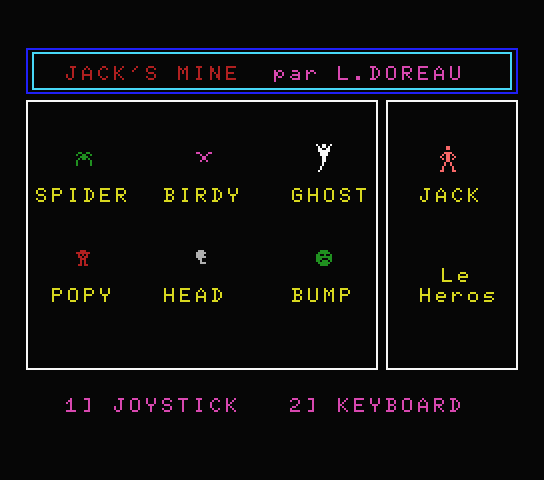 JACK'S MINE par L.DOREAU
SPIDER BIRDY GHOST JACK
Le
POPY HEAD BUMP Heros
1] JOYSTICK 2] KEYBOARD